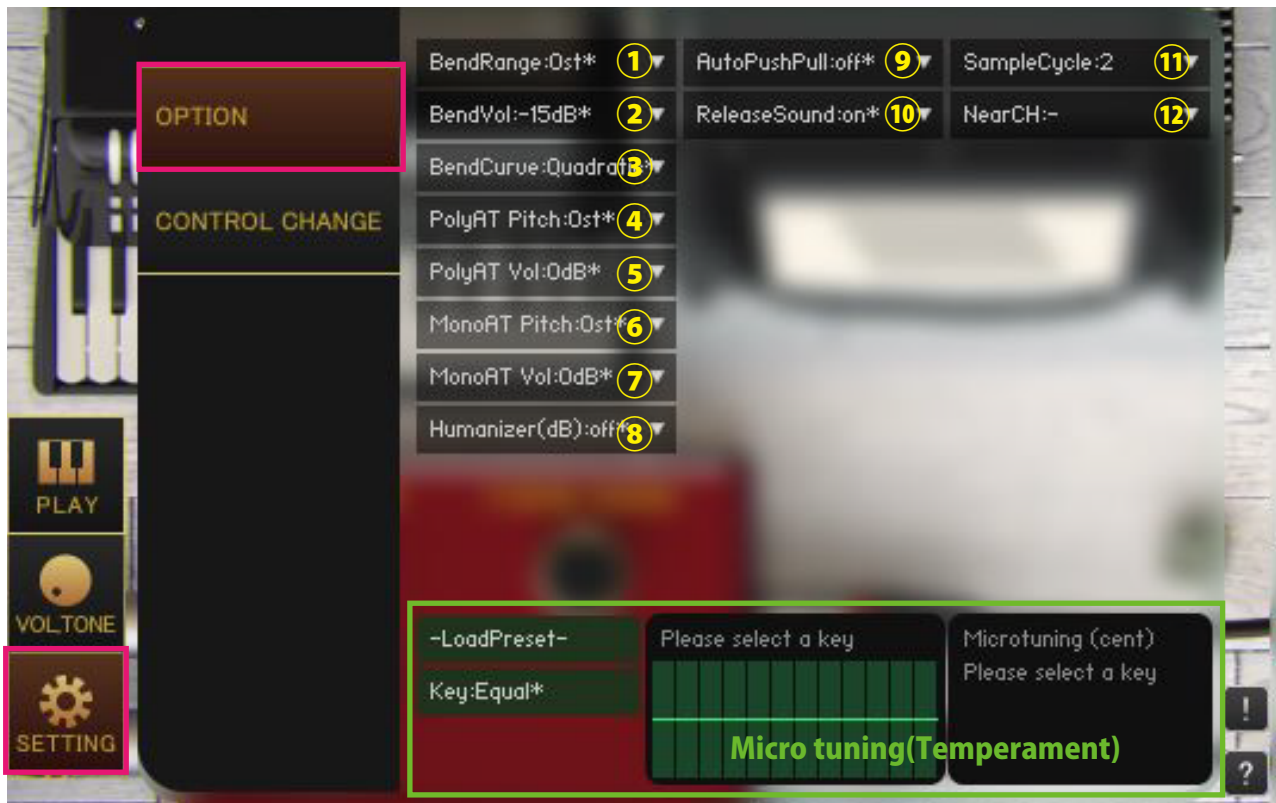 OPTION
CONTROL CHANGE
PLAY
VOL,TONE
SETTING
BendRange:0st* ①▼
BendVol:-15dB* ②▼
BendCurve:Quadratic* ③▼
PolyAT Pitch:0st* ④▼
PolyAT Vol:0dB* ⑤▼
MonoAT Pitch:0st* ⑥▼
MonoAT Vol:0dB* ⑦▼
Humanizer(dB):off* ⑧▼
AutoPushPull:off* ⑨▼
ReleaseSound:on* ⑩▼
SampleCycle:2 ⑪▼
NearCH:- ⑫▼
-LoadPreset-
Key:Equal*
Please select a key
Microtuning (cent)
Please select a key
Micro tuning(Temperament)
!
?